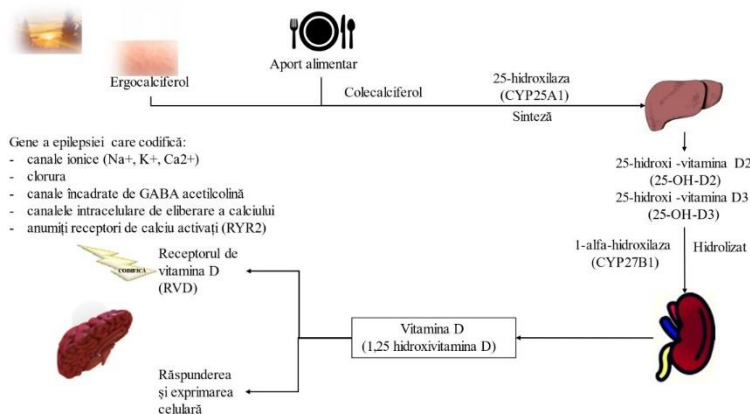 Aport alimentar
Ergocalciferol
Colecalciferol
25-hidroxilaza
(CYP25A1)
Sinteză
Gene a epilepsiei care codifică:
- canale ionice (Na+, K+, Ca2+)
- clorura
- canale încadrate de GABA acetilcolină
- canalele intracelulare de eliberare a calciului
- anumiți receptori de calciu activați (RYR2)
25-hidroxi -vitamina D2
(25-OH-D2)
25-hidroxi -vitamina D3
(25-OH-D3)
1-alfa-hidroxilaza
(CYP27B1)
Hidrolizat
CODIFICĂ
Receptorul de
vitamina D
(RVD)
Vitamina D
(1,25 hidroxivitamina D)
Răspunderea
și exprimarea
celulară